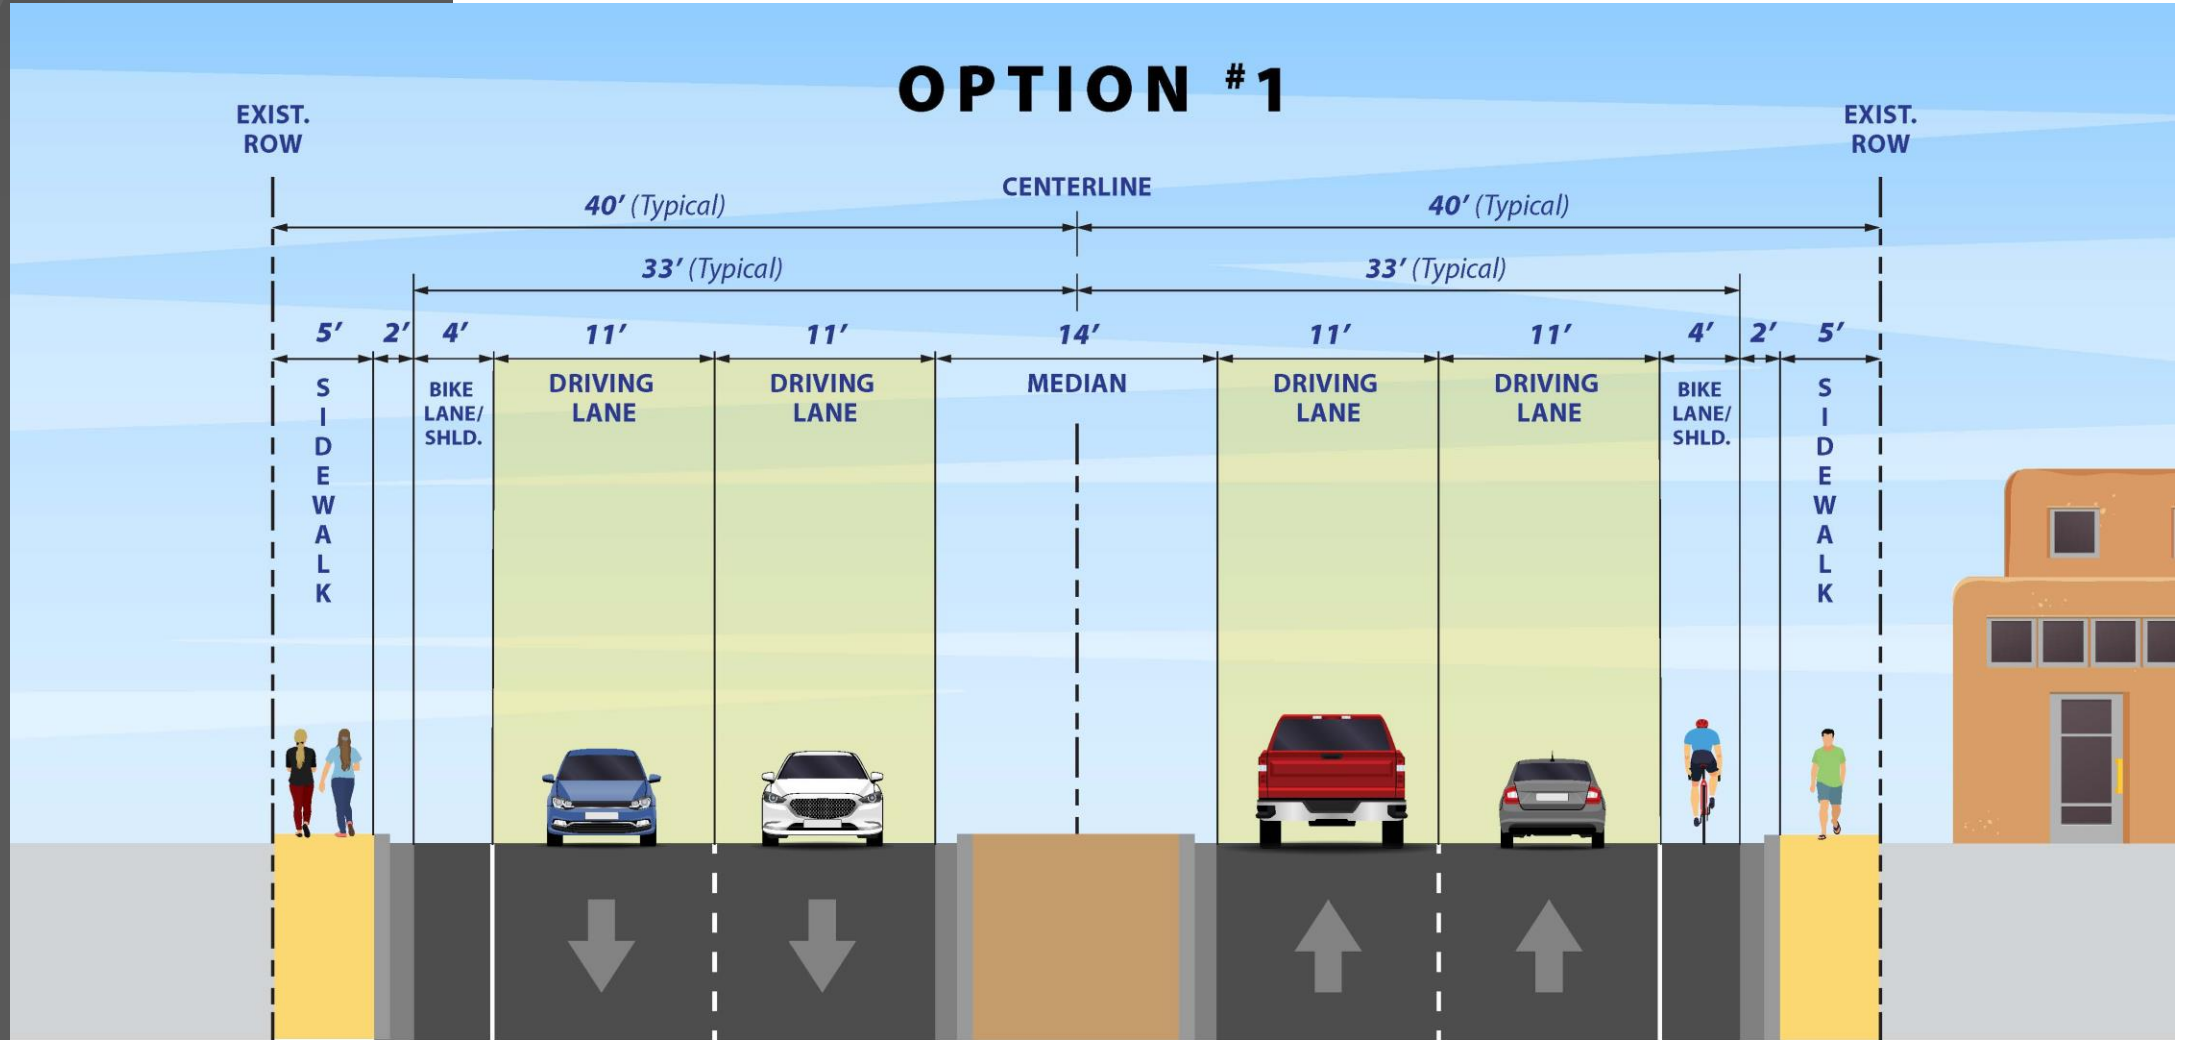 OPTION #1
EXIST.
ROW
EXIST.
ROW
CENTERLINE
40' (Typical)
40' (Typical)
33' (Typical)
33' (Typical)
5' 2' 4' 11' 11' 14' 11' 11' 4' 2' 5'
SIDEWALK
BIKE
LANE/
SHLD.
DRIVING
LANE
DRIVING
LANE
MEDIAN
DRIVING
LANE
DRIVING
LANE
BIKE
LANE/
SHLD.
SIDEWALK